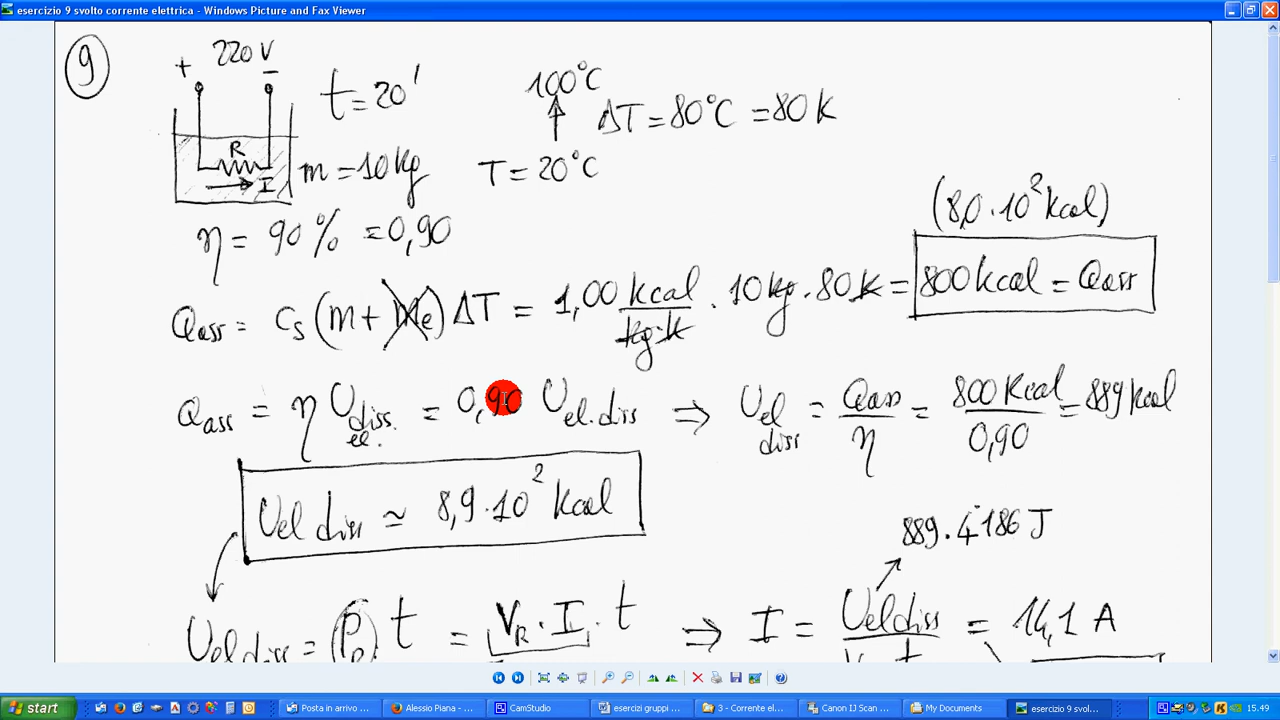 esercizio 9 svolto corrente elettrica - Windows Picture and Fax Viewer
9
+ 220 V −
t = 20'
100°C
↑
T = 20°C
ΔT = 80°C = 80 K
R
I
m = 10 kg
η = 90 % = 0,90
(8,0 · 10² kcal)
Qass = cs (m + me) ΔT = 1,00 kcal/kg·K · 10 kg · 80 K = 800 kcal = Qass
Qass = η Udiss. el. = 0,90 Uel.diss ⇒ Uel diss = Qass/η = 800 Kcal/0,90 = 889 kcal
Uel diss ≃ 8,9 · 10² kcal
889 · 4186 J
Uel diss = t = VR · I · t ⇒ I = Uel diss = 14,1 A
start
Posta in arrivo ...
Alessio Piana - ...
CamStudio
esercizi gruppi ...
3 - Corrente el...
Canon IJ Scan ...
My Documents
esercizio 9 svol...
15.49